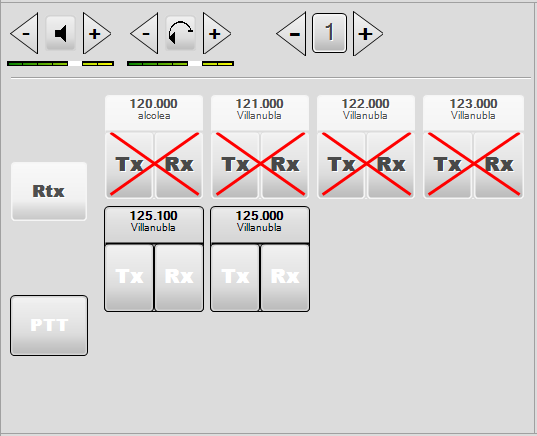 - + - + - 1 +
120.000 121.000 122.000 123.000
alcolea Villanubla Villanubla Villanubla
Tx Rx Tx Rx Tx Rx Tx Rx
Rtx
125.100 125.000
Villanubla Villanubla
Tx Rx Tx Rx
PTT